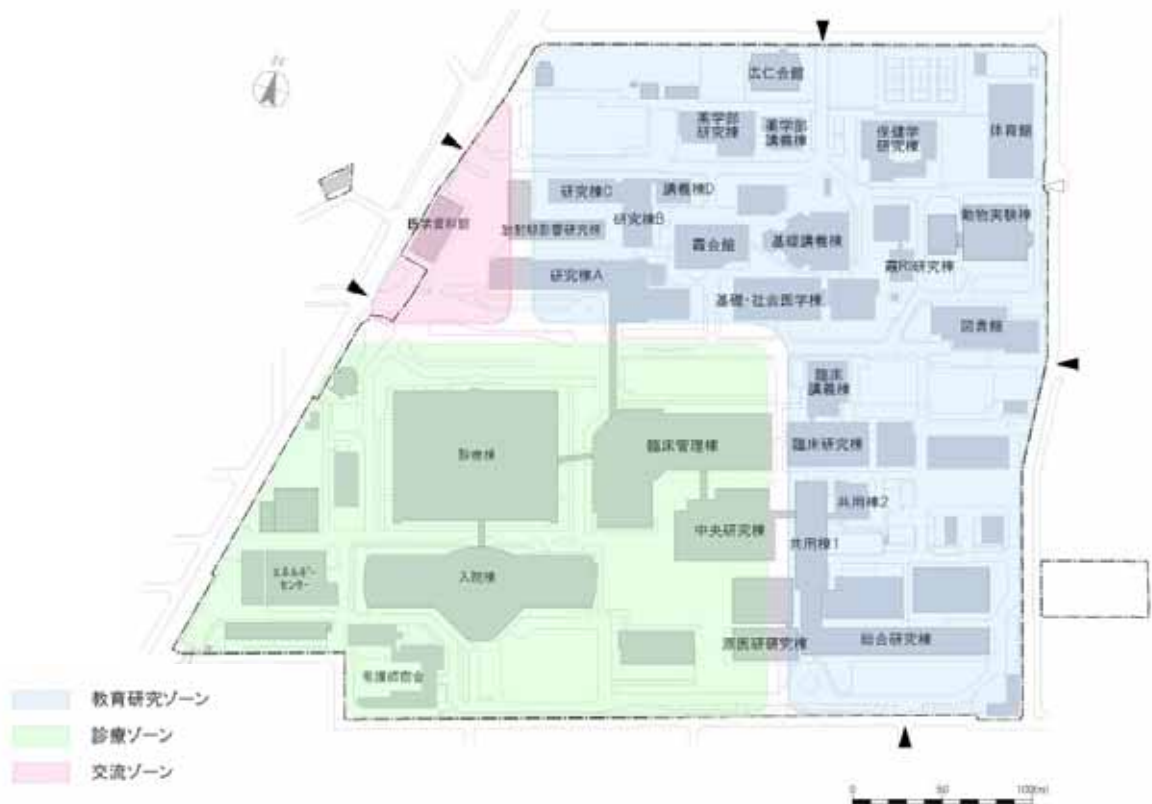 N
広仁会館
薬学部
研究棟
薬学部
講義棟
保健学
研究棟
体育館
医学資料館
研究棟C
講義棟D
研究棟B
放射線影響研究棟
霞会館
基礎講義棟
動物実験棟
霞RI研究棟
研究棟A
基礎・社会医学棟
図書館
臨床
講義棟
診療棟
臨床管理棟
臨床研究棟
共用棟2
中央研究棟
共用棟1
エネルギー
センター
入院棟
原医研研究棟
総合研究棟
看護師宿舎
教育研究ゾーン
診療ゾーン
交流ゾーン
0 50 100(m)